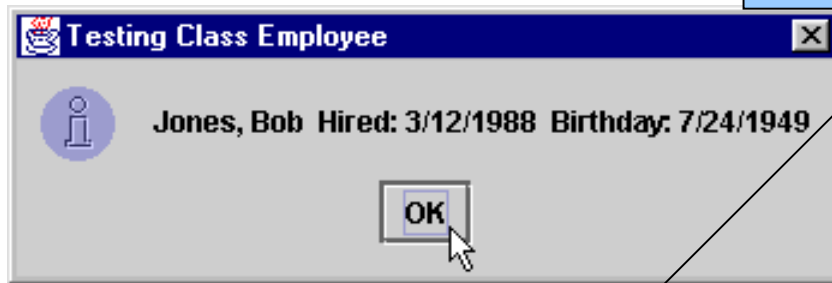 Testing Class Employee
Jones, Bob Hired: 3/12/1988 Birthday: 7/24/1949
OK